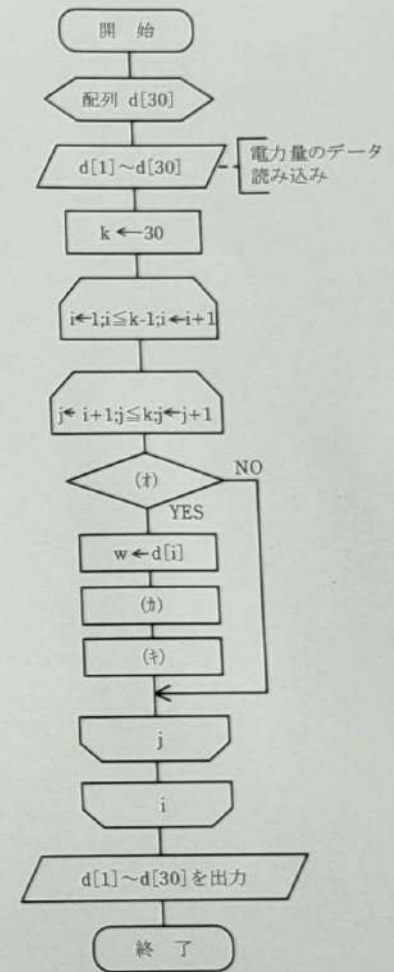 開 始
配列 d[30]
d[1]～d[30]
電力量のデータ
読み込み
k←30
i←1;i≦k-1;i←i+1
j← i+1;j≦k;j←j+1
(オ)
NO
YES
w←d[i]
(カ)
(キ)
j
i
d[1]～d[30]を出力
終 了